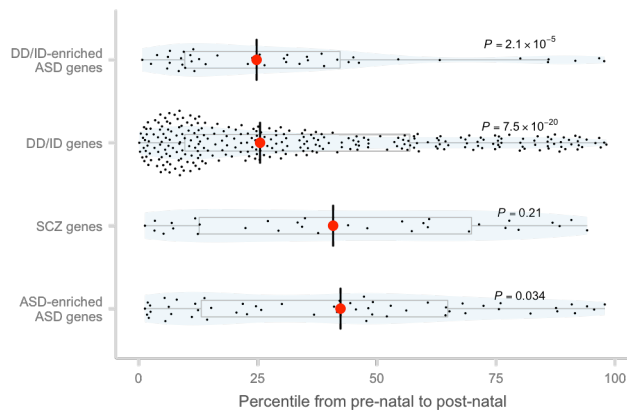 DD/ID-enriched
ASD genes
P = 2.1 × 10⁻⁵
DD/ID genes
P = 7.5 × 10⁻²⁰
SCZ genes
P = 0.21
ASD-enriched
ASD genes
P = 0.034
0 25 50 75 100
Percentile from pre-natal to post-natal